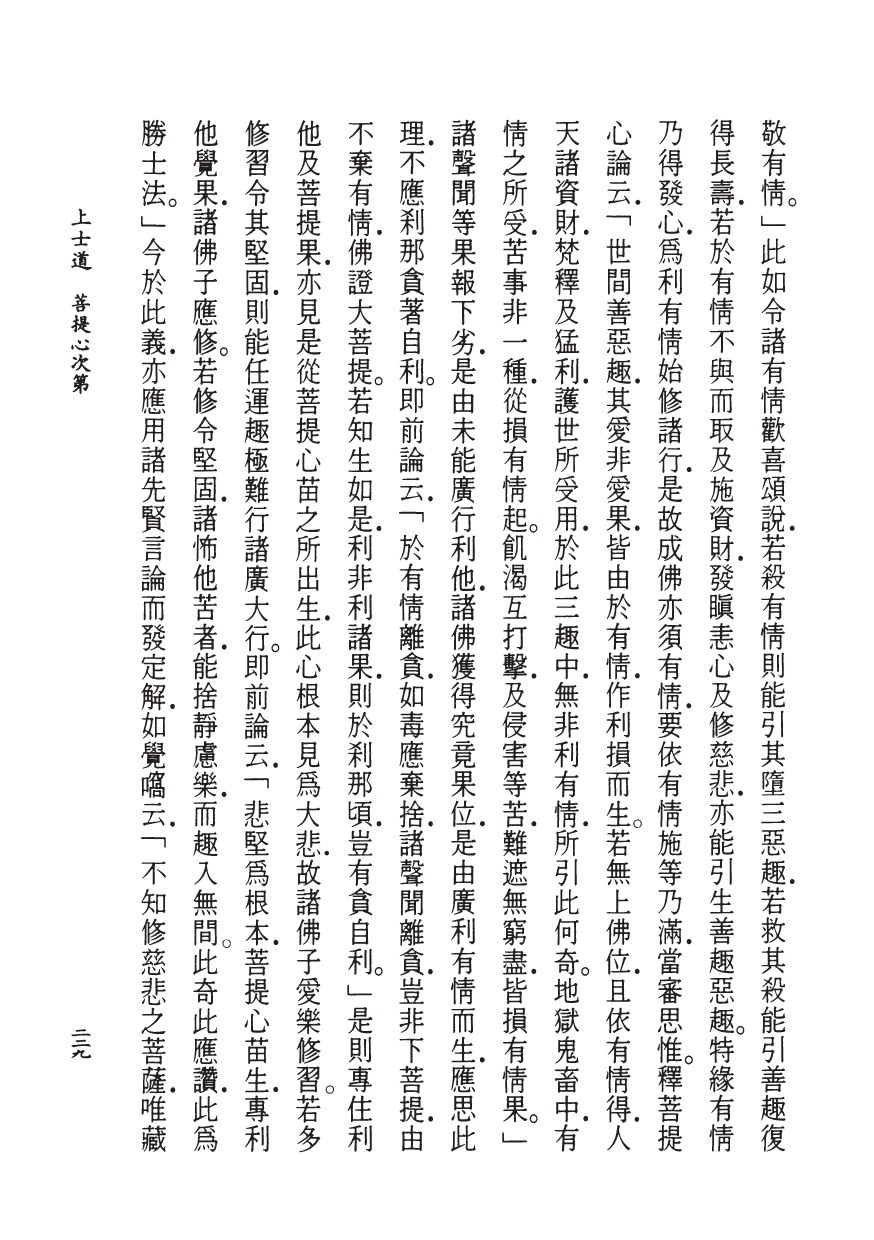 敬有情。」此如令諸有情歡喜頌說．若殺有情則能引其墮三惡趣．若救其殺能引善趣復
得長壽．若於有情不與而取及施資財．發瞋恚心及修慈悲．亦能引生善趣惡趣。特緣有情
乃得發心．爲利有情始修諸行．是故成佛亦須有情．要依有情施等乃滿．當審思惟。釋菩提
心論云．「世間善惡趣．其愛非愛果．皆由於有情．作利損而生。若無上佛位．且依有情得．人
天諸資財．梵釋及猛利．護世所受用．於此三趣中．無非利有情．所引此何奇。地獄鬼畜中．有
情之所受．苦事非一種．從損有情起。飢渴互打擊．及侵害等苦．難遮無窮盡．皆損有情果。」
諸聲聞等果報下劣．是由未能廣行利他．諸佛獲得究竟果位．是由廣利有情而生．應思此
理．不應刹那貪著自利。即前論云．「於有情離貪．如毒應棄捨．諸聲聞離貪．豈非下菩提．由
不棄有情．佛證大菩提。若知生如是．利非利諸果．則於刹那頃．豈有貪自利。」是則專住利
他及菩提果．亦見是從菩提心苗之所出生．此心根本見爲大悲．故諸佛子愛樂修習。若多
修習令其堅固．則能任運趣極難行諸廣大行。即前論云．「悲堅爲根本．菩提心苗生．專利
他覺果．諸佛子應修。若修令堅固．諸怖他苦者．能捨靜慮樂．而趣入無間。此奇此應讚．此爲
勝士法。」今於此義．亦應用諸先賢言論而發定解．如覺𡁠云．「不知修慈悲之菩薩．唯藏
上士道　菩提心次第
二二九